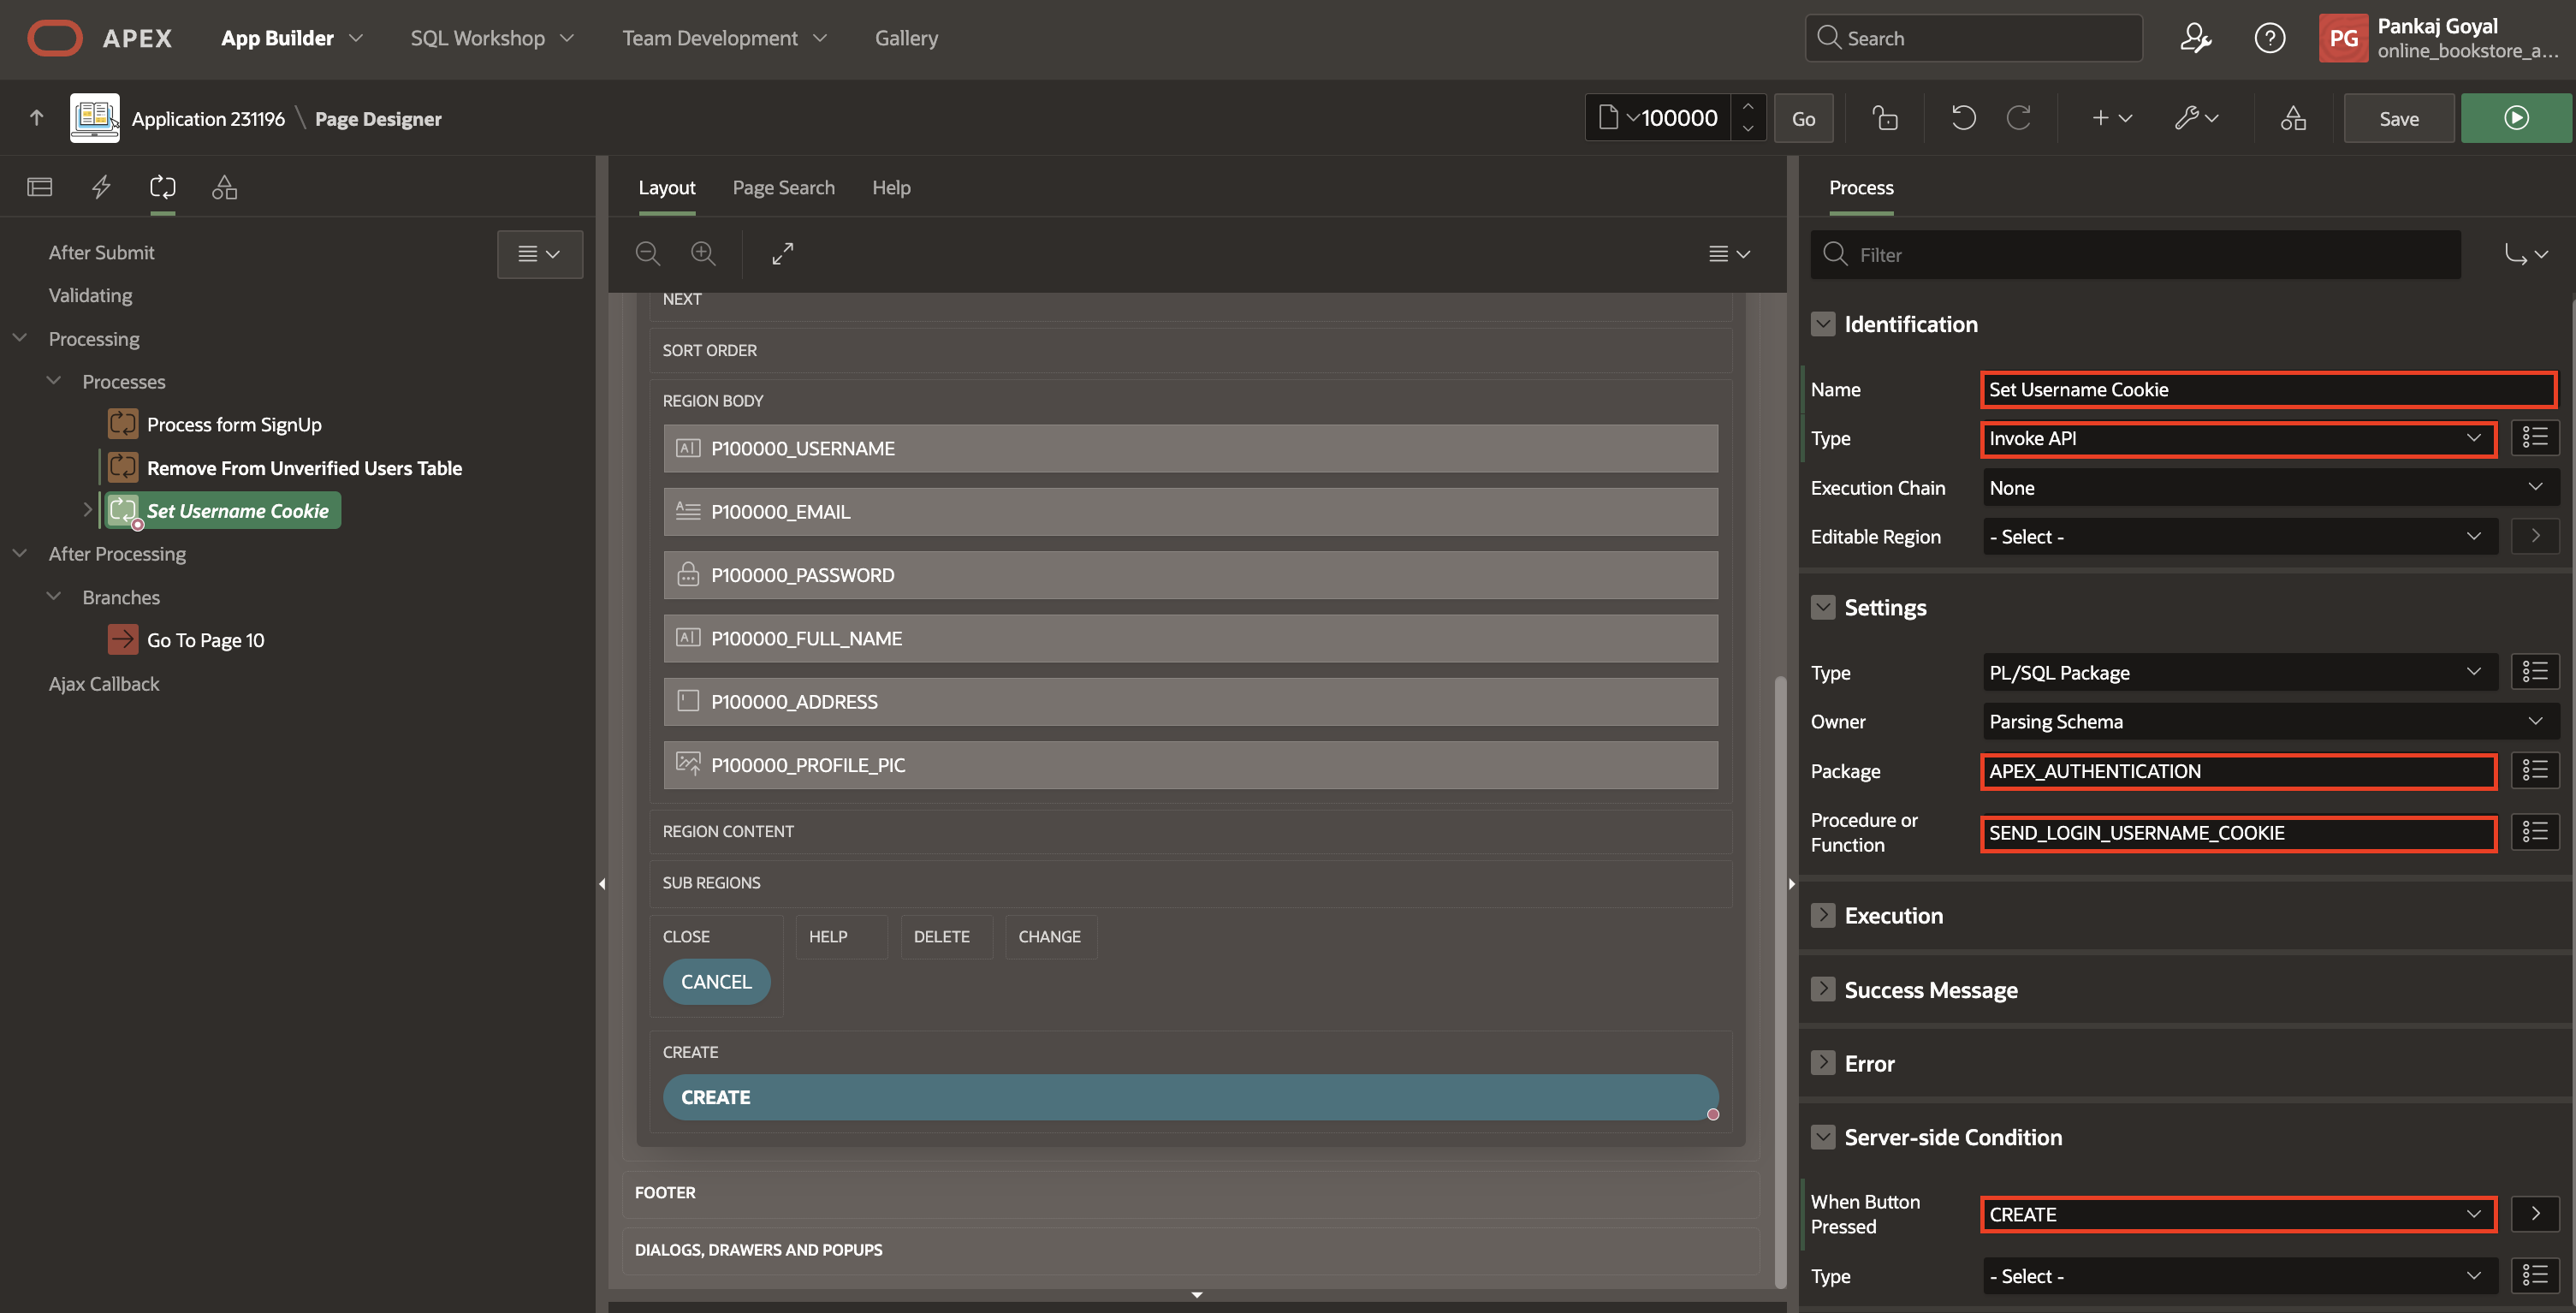 APEX
App Builder
SQL Workshop
Team Development
Gallery
Search
PG
Pankaj Goyal
online_bookstore_a...
Application 231196 \ Page Designer
100000
Go
Save
Layout
Page Search
Help
Process
After Submit
Validating
Processing
Processes
Process form SignUp
Remove From Unverified Users Table
Set Username Cookie
After Processing
Branches
Go To Page 10
Ajax Callback
NEXT
SORT ORDER
REGION BODY
P100000_USERNAME
P100000_EMAIL
P100000_PASSWORD
P100000_FULL_NAME
P100000_ADDRESS
P100000_PROFILE_PIC
REGION CONTENT
SUB REGIONS
CLOSE
HELP
DELETE
CHANGE
CANCEL
CREATE
CREATE
FOOTER
DIALOGS, DRAWERS AND POPUPS
Filter
Identification
Name
Set Username Cookie
Type
Invoke API
Execution Chain
None
Editable Region
- Select -
Settings
Type
PL/SQL Package
Owner
Parsing Schema
Package
APEX_AUTHENTICATION
Procedure or
Function
SEND_LOGIN_USERNAME_COOKIE
Execution
Success Message
Error
Server-side Condition
When Button
Pressed
CREATE
Type
- Select -